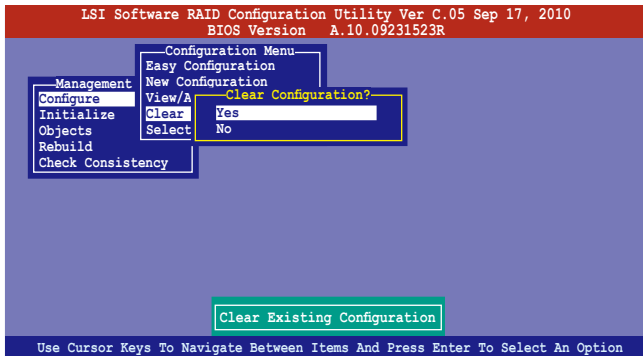 LSI Software RAID Configuration Utility Ver C.05 Sep 17, 2010
BIOS Version A.10.09231523R
Configuration Menu
Easy Configuration
New Configuration
View/A
Clear
Select
Management
Configure
Initialize
Objects
Rebuild
Check Consistency
Clear Configuration?
Yes
No
Clear Existing Configuration
Use Cursor Keys To Navigate Between Items And Press Enter To Select An Option